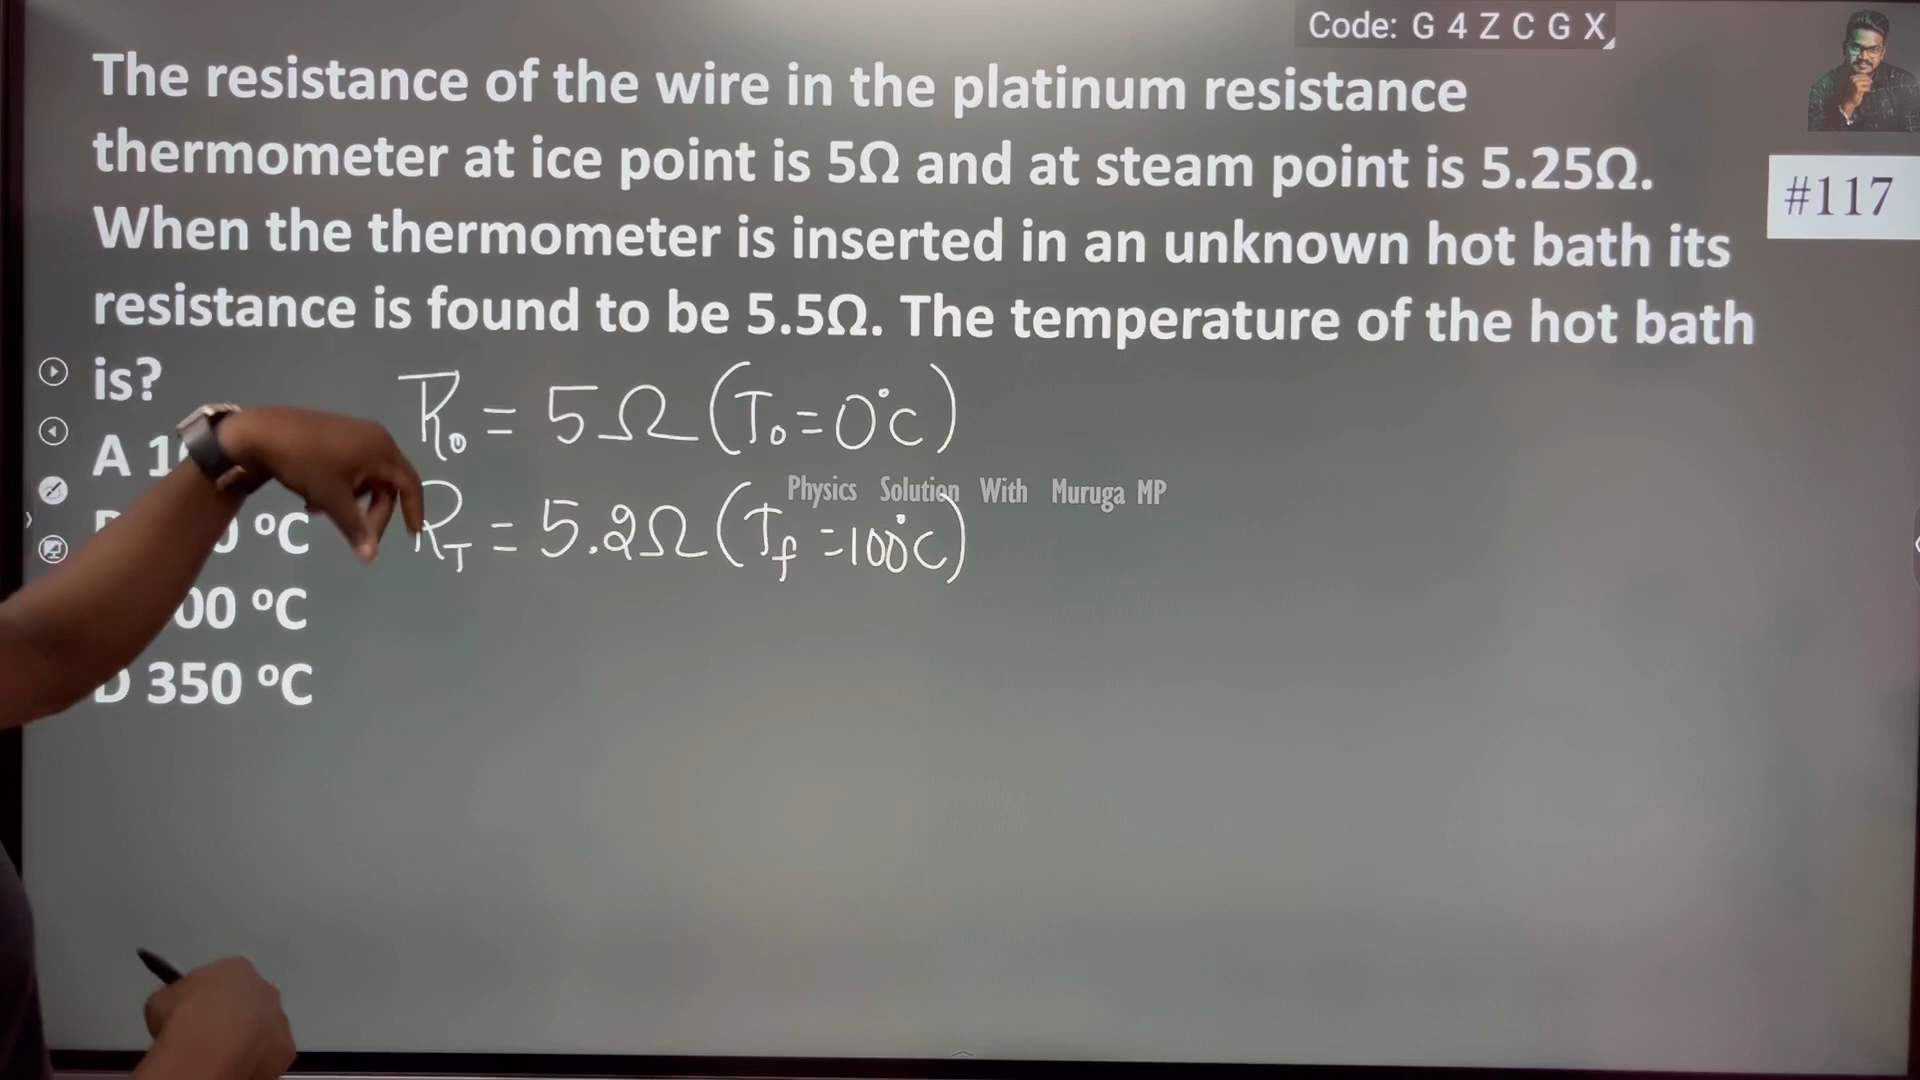 Code: G 4 Z C G X
The resistance of the wire in the platinum resistance
thermometer at ice point is 5Ω and at steam point is 5.25Ω.
#117
When the thermometer is inserted in an unknown hot bath its
resistance is found to be 5.5Ω. The temperature of the hot bath
is?
R₀ = 5Ω (T₀ = 0°C)
A
Physics Solution With Muruga MP
R_T = 5.2Ω (T_f = 100°C)
°C
00 °C
D 350 °C